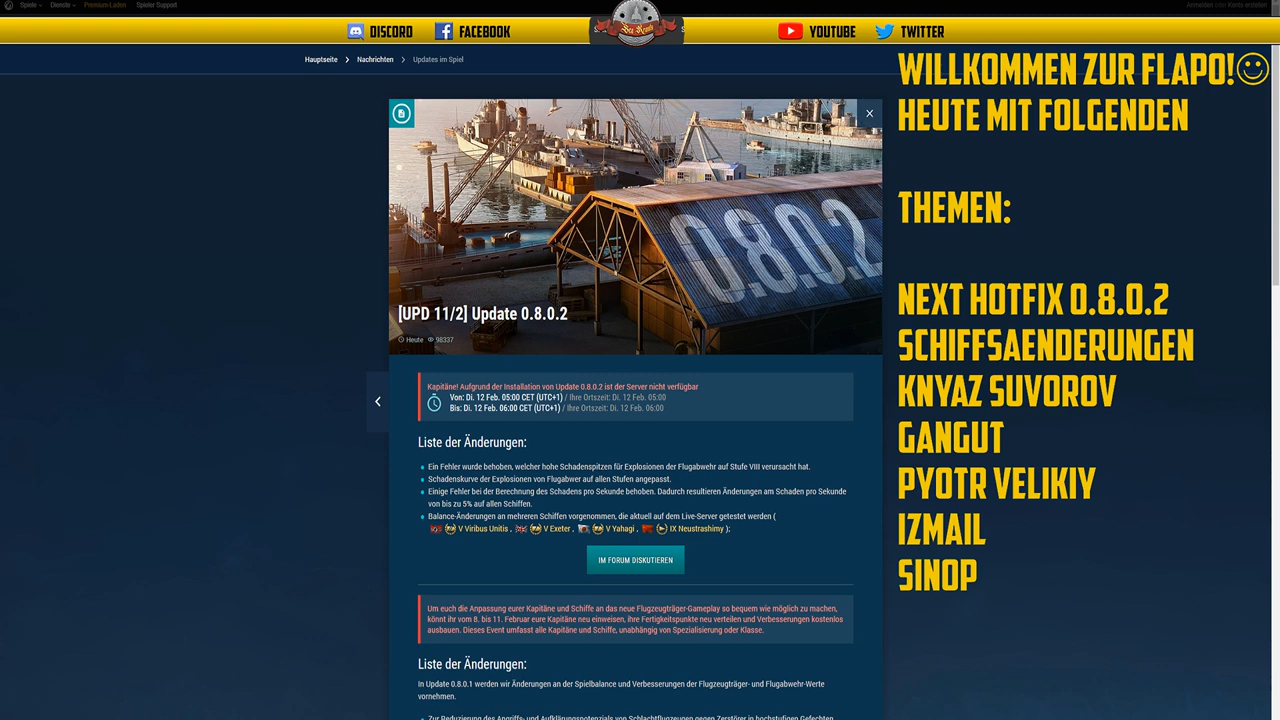 Spiele
Dienste
Premium-Laden
Spieler Support
Anmelden oder Konto erstellen
DISCORD
FACEBOOK
YOUTUBE
TWITTER
Hauptseite
Nachrichten
Updates im Spiel
WILLKOMMEN ZUR FLAPO!
HEUTE MIT FOLGENDEN
THEMEN:
NEXT HOTFIX 0.8.0.2
SCHIFFSAENDERUNGEN
KNYAZ SUVOROV
GANGUT
PYOTR VELIKIY
IZMAIL
SINOP
0.8.0.2
[UPD 11/2] Update 0.8.0.2
Heute 98337
Kapitäne! Aufgrund der Installation von Update 0.8.0.2 ist der Server nicht verfügbar
Von: Di. 12 Feb. 05:00 CET (UTC+1) / Ihre Ortszeit: Di. 12 Feb. 05:00
Bis: Di. 12 Feb. 06:00 CET (UTC+1) / Ihre Ortszeit: Di. 12 Feb. 06:00
Liste der Änderungen:
Ein Fehler wurde behoben, welcher hohe Schadenspitzen für Explosionen der Flugabwehr auf Stufe VIII verursacht hat.
Schadenskurve der Explosionen von Flugabwer auf allen Stufen angepasst.
Einige Fehler bei der Berechnung des Schadens pro Sekunde behoben. Dadurch resultieren Änderungen am Schaden pro Sekunde
von bis zu 5% auf allen Schiffen.
Balance-Änderungen an mehreren Schiffen vorgenommen, die aktuell auf dem Live-Server getestet werden (
V Viribus Unitis , V Exeter , V Yahagi , IX Neustrashimy );
IM FORUM DISKUTIEREN
Um euch die Anpassung eurer Kapitäne und Schiffe an das neue Flugzeugträger-Gameplay so bequem wie möglich zu machen,
könnt ihr vom 8. bis 11. Februar eure Kapitäne neu einweisen, ihre Fertigkeitspunkte neu verteilen und Verbesserungen kostenlos
ausbauen. Dieses Event umfasst alle Kapitäne und Schiffe, unabhängig von Spezialisierung oder Klasse.
Liste der Änderungen:
In Update 0.8.0.1 werden wir Änderungen an der Spielbalance und Verbesserungen der Flugzeugträger- und Flugabwehr-Werte
vornehmen.
Zur Reduzierung des Angriffs- und Aufklärungspotenzials von Schlachtflugzeugen gegen Zerstörer in hochstufigen Gefechten